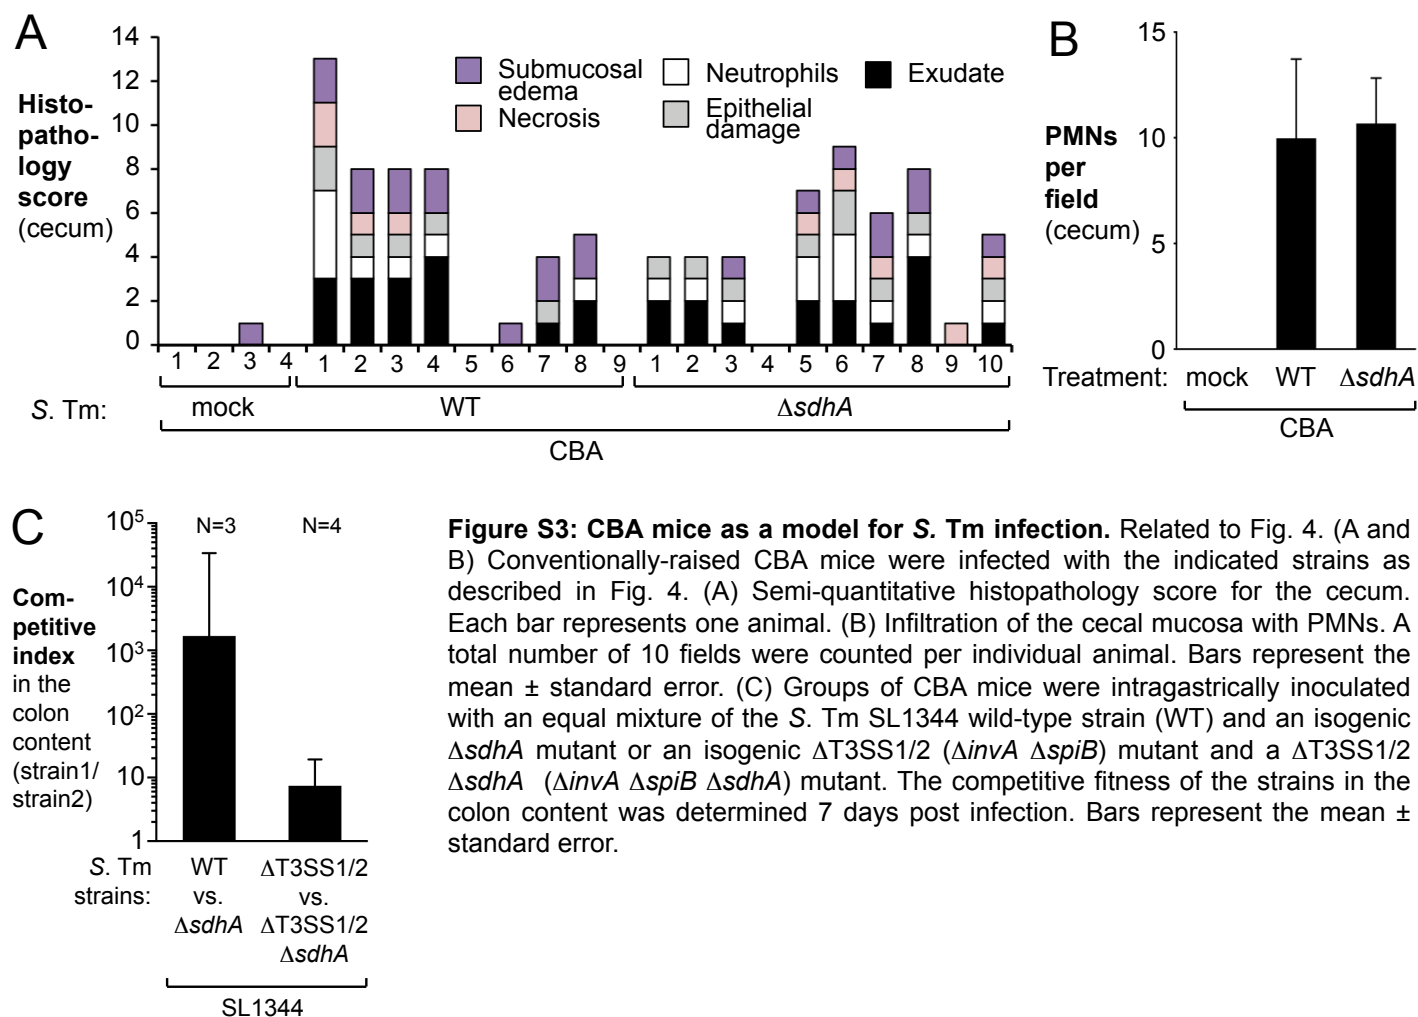 A
14
12
10
8
6
4
2
0
Histo-
patho-
logy
score
(cecum)
Submucosal
edema
Necrosis
Neutrophils
Epithelial
damage
Exudate
1 2 3 4 1 2 3 4 5 6 7 8 9 1 2 3 4 5 6 7 8 9 10
S. Tm: mock WT ΔsdhA
CBA
B
15
10
5
0
PMNs
per
field
(cecum)
Treatment: mock WT ΔsdhA
CBA
C
10⁵
10⁴
10³
10²
10
1
N=3 N=4
Com-
petitive
index
in the
colon
content
(strain1/
strain2)
S. Tm
strains:
WT
vs.
ΔsdhA
ΔT3SS1/2
vs.
ΔT3SS1/2
ΔsdhA
SL1344
Figure S3: CBA mice as a model for S. Tm infection. Related to Fig. 4. (A and
B) Conventionally-raised CBA mice were infected with the indicated strains as
described in Fig. 4. (A) Semi-quantitative histopathology score for the cecum.
Each bar represents one animal. (B) Infiltration of the cecal mucosa with PMNs. A
total number of 10 fields were counted per individual animal. Bars represent the
mean ± standard error. (C) Groups of CBA mice were intragastrically inoculated
with an equal mixture of the S. Tm SL1344 wild-type strain (WT) and an isogenic
ΔsdhA mutant or an isogenic ΔT3SS1/2 (ΔinvA ΔspiB) mutant and a ΔT3SS1/2
ΔsdhA (ΔinvA ΔspiB ΔsdhA) mutant. The competitive fitness of the strains in the
colon content was determined 7 days post infection. Bars represent the mean ±
standard error.